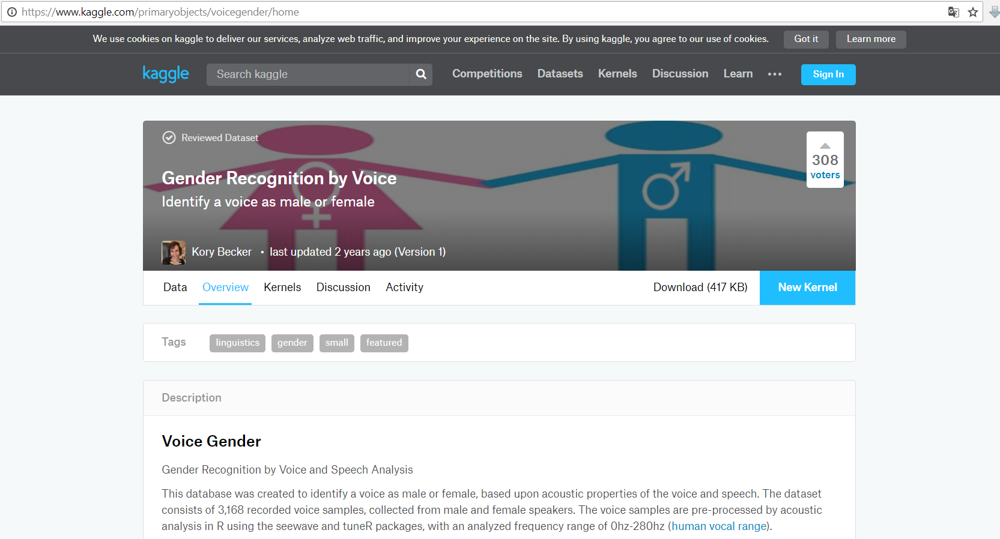 https://www.kaggle.com/primaryobjects/voicegender/home
We use cookies on kaggle to deliver our services, analyze web traffic, and improve your experience on the site. By using kaggle, you agree to our use of cookies. Got it Learn more
kaggle Search kaggle Competitions Datasets Kernels Discussion Learn ••• Sign In
Reviewed Dataset
308
voters
Gender Recognition by Voice
Identify a voice as male or female
Kory Becker • last updated 2 years ago (Version 1)
Data Overview Kernels Discussion Activity Download (417 KB) New Kernel
Tags linguistics gender small featured
Description
Voice Gender
Gender Recognition by Voice and Speech Analysis
This database was created to identify a voice as male or female, based upon acoustic properties of the voice and speech. The dataset
consists of 3,168 recorded voice samples, collected from male and female speakers. The voice samples are pre-processed by acoustic
analysis in R using the seewave and tuneR packages, with an analyzed frequency range of 0hz-280hz (human vocal range).